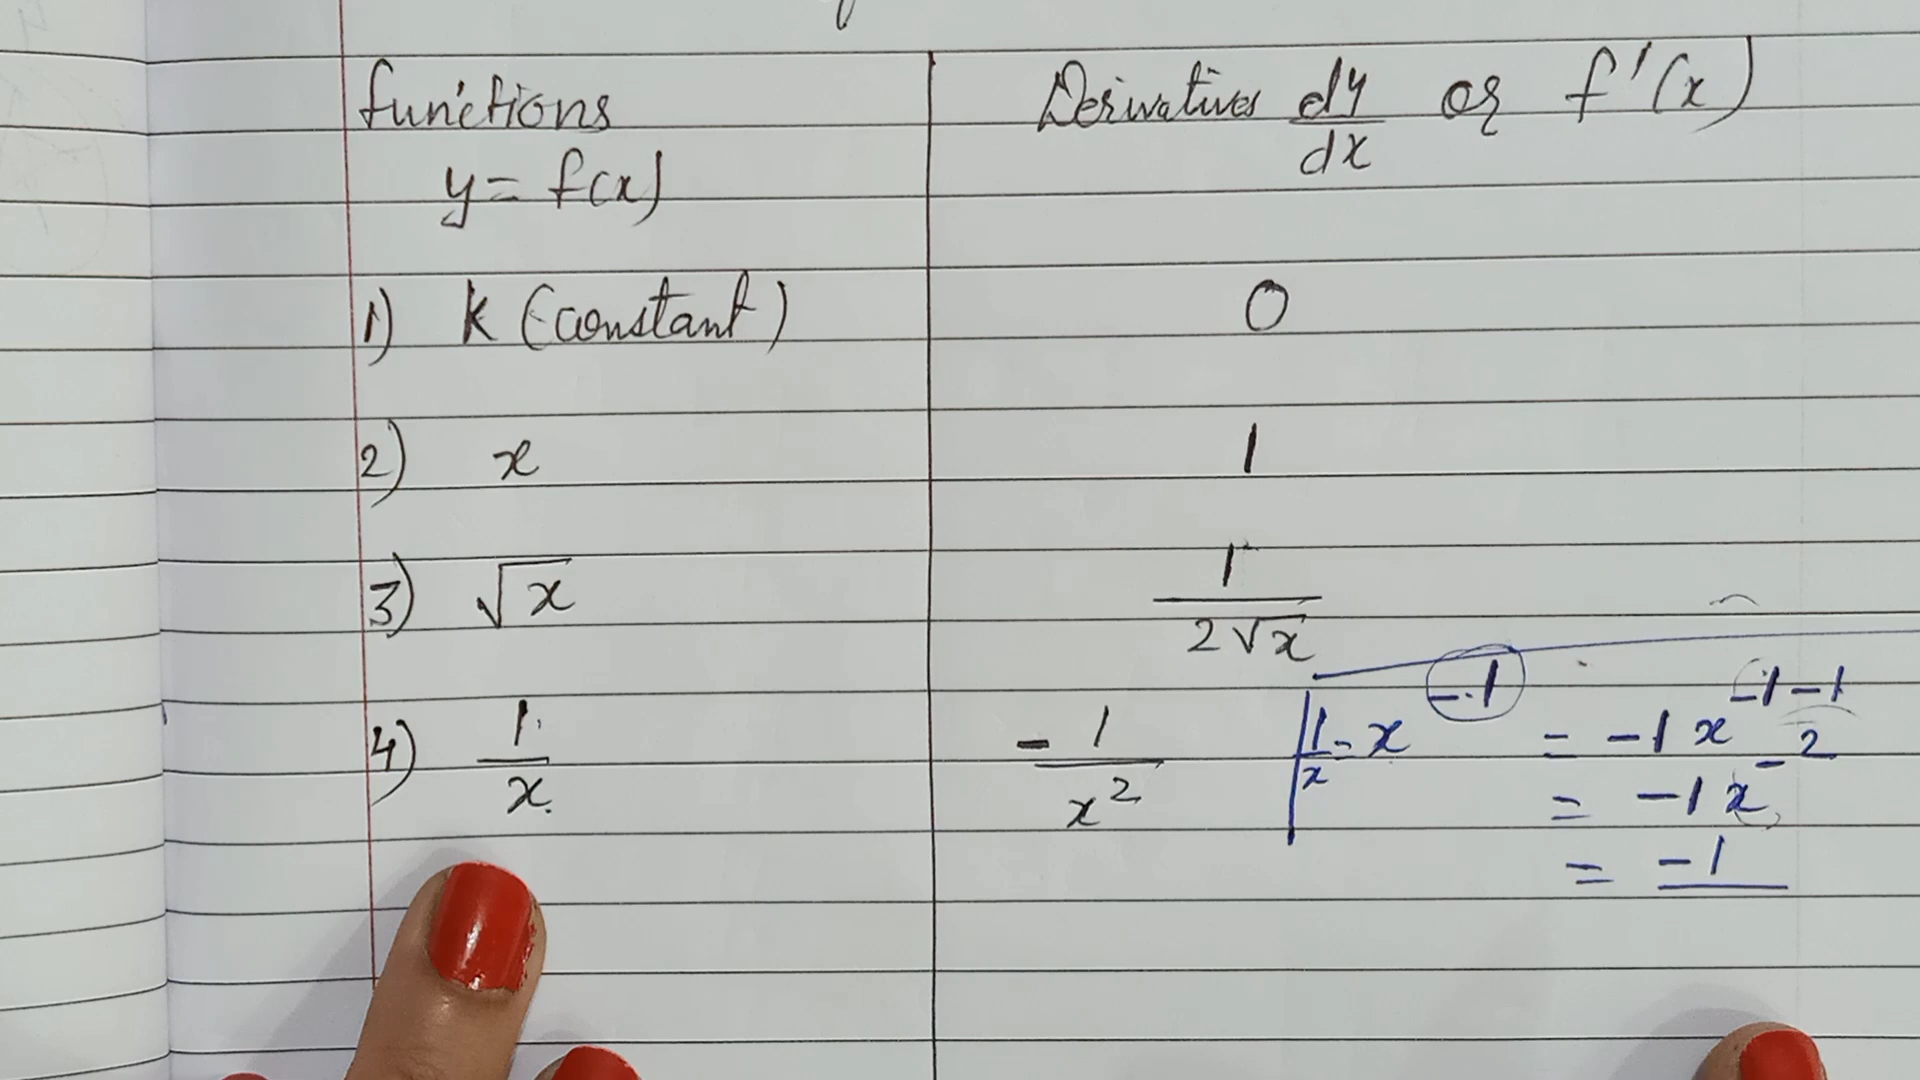 functions
Derivatives dy/dx or f'(x)
y = f(x)
1) k (constant)
0
2) x
1
3) √x
1/2√x
4) 1/x
- 1/x²
1/x = x⁻¹
= -1 x⁻¹⁻¹
= -1 x⁻²
= -1